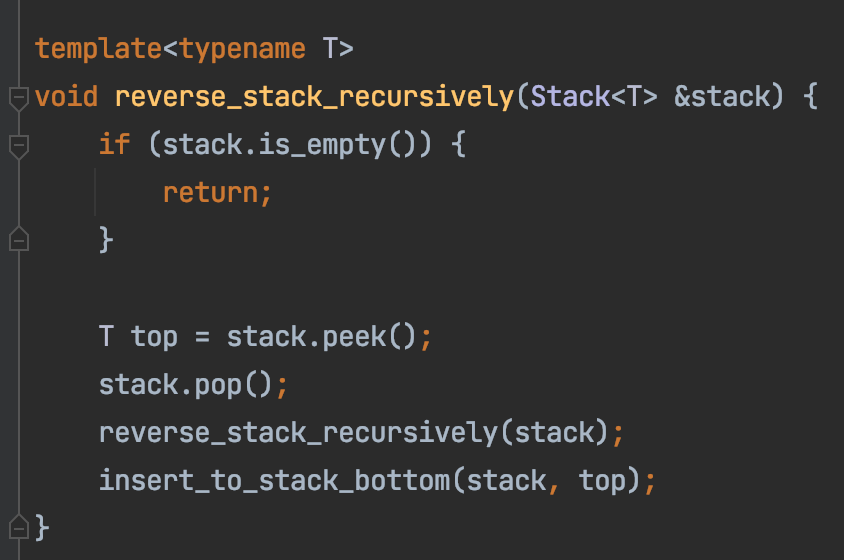 template<typename T>
void reverse_stack_recursively(Stack<T> &stack) {
    if (stack.is_empty()) {
        return;
    }

    T top = stack.peek();
    stack.pop();
    reverse_stack_recursively(stack);
    insert_to_stack_bottom(stack, top);
}